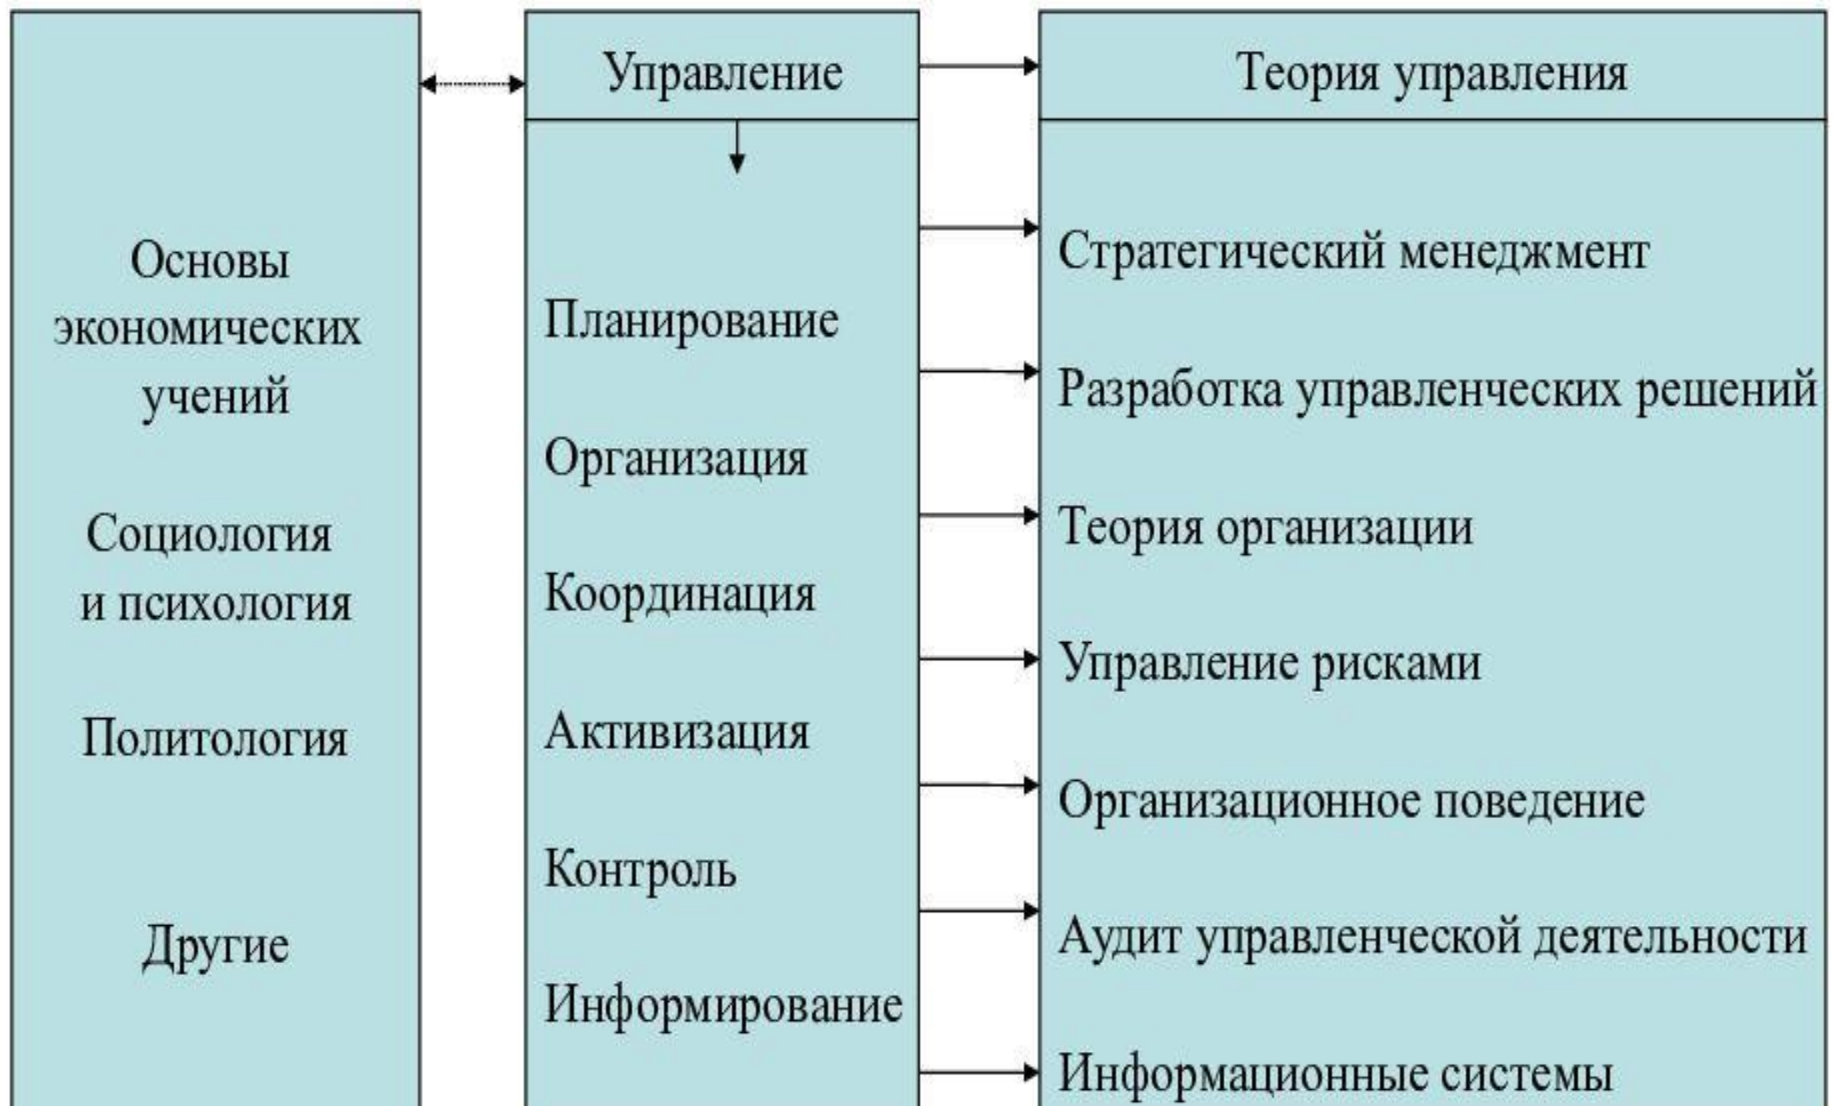 Основы
экономических
учений
Социология
и психология
Политология
Другие
Управление
Планирование
Организация
Координация
Активизация
Контроль
Информирование
Теория управления
Стратегический менеджмент
Разработка управленческих решений
Теория организации
Управление рисками
Организационное поведение
Аудит управленческой деятельности
Информационные системы